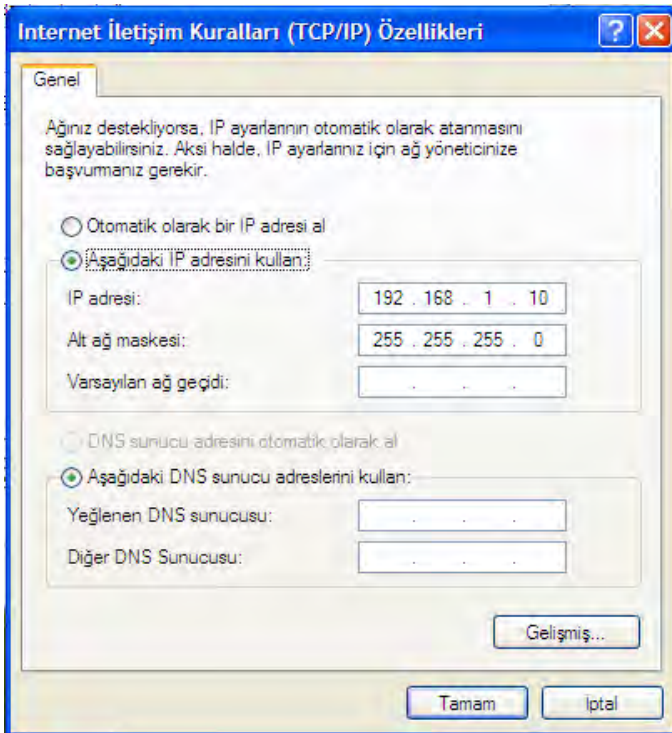 Internet İletişim Kuralları (TCP/IP) Özellikleri
Genel
Ağınız destekliyorsa, IP ayarlarının otomatik olarak atanmasını
sağlayabilirsiniz. Aksi halde, IP ayarlarınız için ağ yöneticinize
başvurmanız gerekir.
Otomatik olarak bir IP adresi al
Aşağıdaki IP adresini kullan:
IP adresi: 192 . 168 . 1 . 10
Alt ağ maskesi: 255 . 255 . 255 . 0
Varsayılan ağ geçidi: . . .
DNS sunucu adresini otomatik olarak al
Aşağıdaki DNS sunucu adreslerini kullan:
Yeğlenen DNS sunucusu: . . .
Diğer DNS Sunucusu: . . .
Gelişmiş...
Tamam İptal